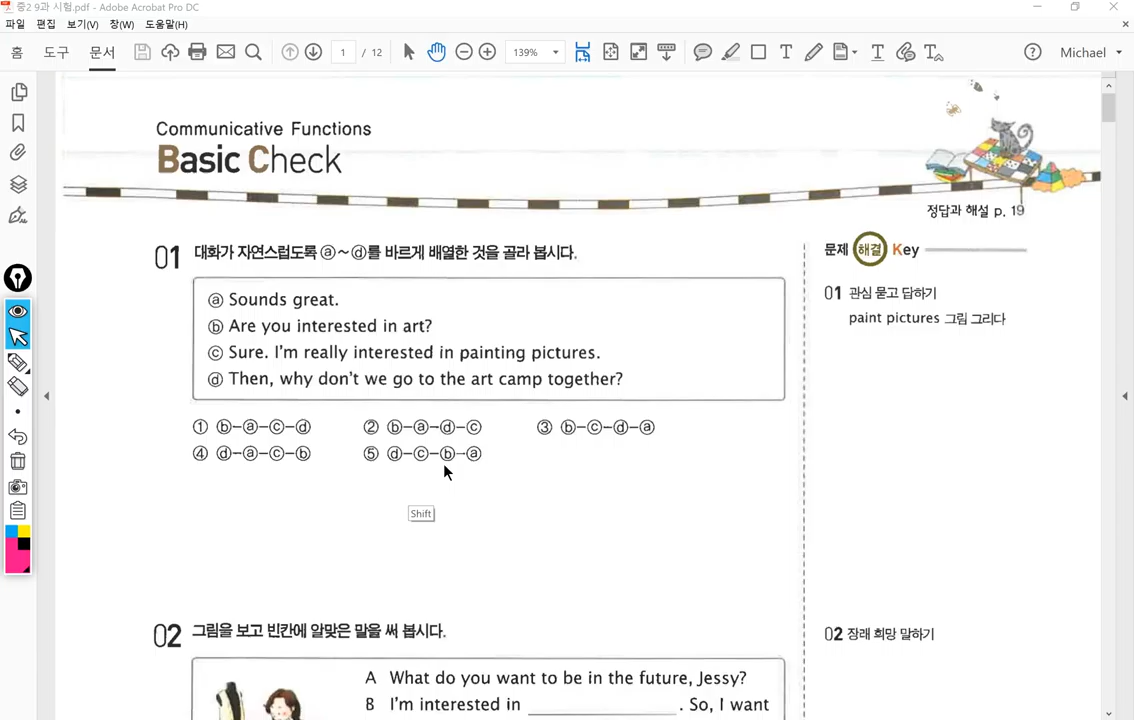 중2 9과 시험.pdf - Adobe Acrobat Pro DC
파일 편집 보기(V) 창(W) 도움말(H)
홈 도구 문서 1 / 12 139% Michael
Communicative Functions
Basic Check
정답과 해설 p. 19
01 대화가 자연스럽도록 ⓐ~ⓓ를 바르게 배열한 것을 골라 봅시다.
ⓐ Sounds great.
ⓑ Are you interested in art?
ⓒ Sure. I'm really interested in painting pictures.
ⓓ Then, why don't we go to the art camp together?
① ⓑ-ⓐ-ⓒ-ⓓ ② ⓑ-ⓐ-ⓓ-ⓒ ③ ⓑ-ⓒ-ⓓ-ⓐ
④ ⓓ-ⓐ-ⓒ-ⓑ ⑤ ⓓ-ⓒ-ⓑ-ⓐ
Shift
문제 해결 Key
01 관심 묻고 답하기
paint pictures 그림 그리다
02 그림을 보고 빈칸에 알맞은 말을 써 봅시다.
A What do you want to be in the future, Jessy?
B I'm interested in ____________ . So, I want
02 장래 희망 말하기